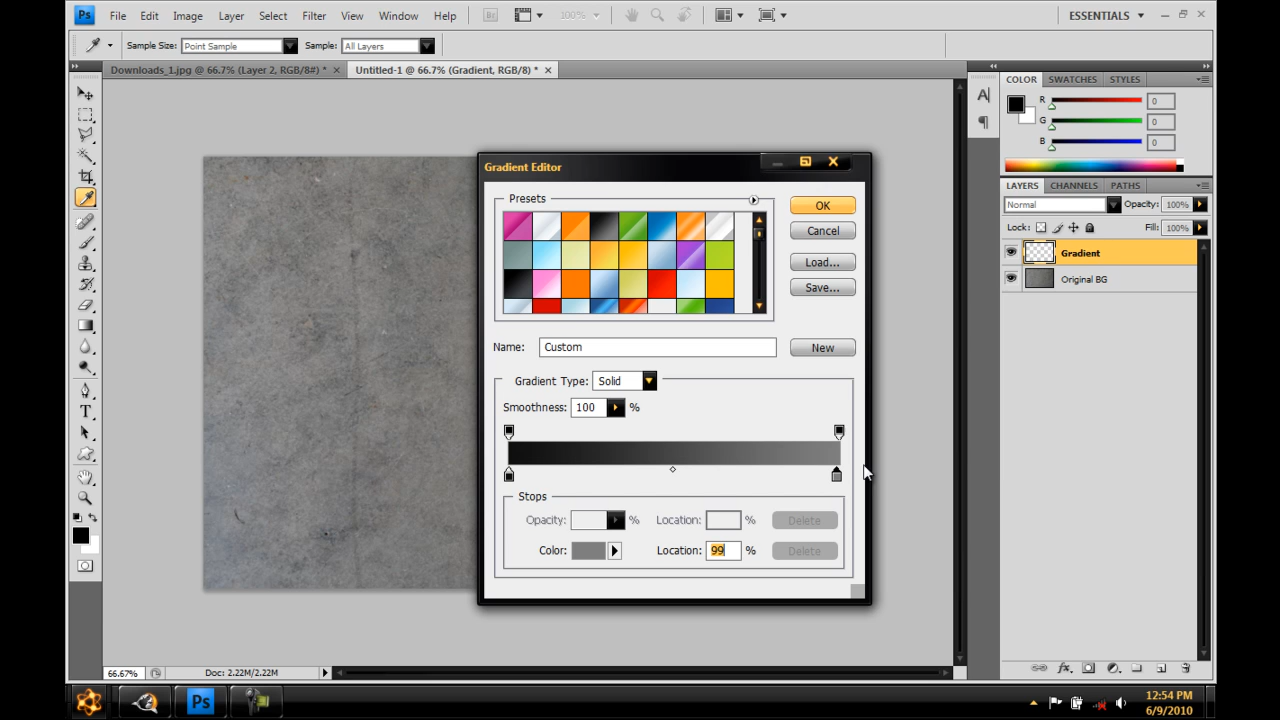 Ps File Edit Image Layer Select Filter View Window Help Br 100% ESSENTIALS
Sample Size: Point Sample Sample: All Layers
Downloads_1.jpg @ 66.7% (Layer 2, RGB/8#) * × Untitled-1 @ 66.7% (Gradient, RGB/8) * ×
COLOR SWATCHES STYLES
R 0
G 0
B 0
LAYERS CHANNELS PATHS
Normal Opacity: 100%
Lock: Fill: 100%
Gradient
Original BG
Gradient Editor
Presets
OK
Cancel
Load...
Save...
Name: Custom New
Gradient Type: Solid
Smoothness: 100 %
Stops
Opacity: % Location: % Delete
Color: Location: 99 % Delete
A
T
66.67% Doc: 2.22M/2.22M
Ps
12:54 PM
6/9/2010